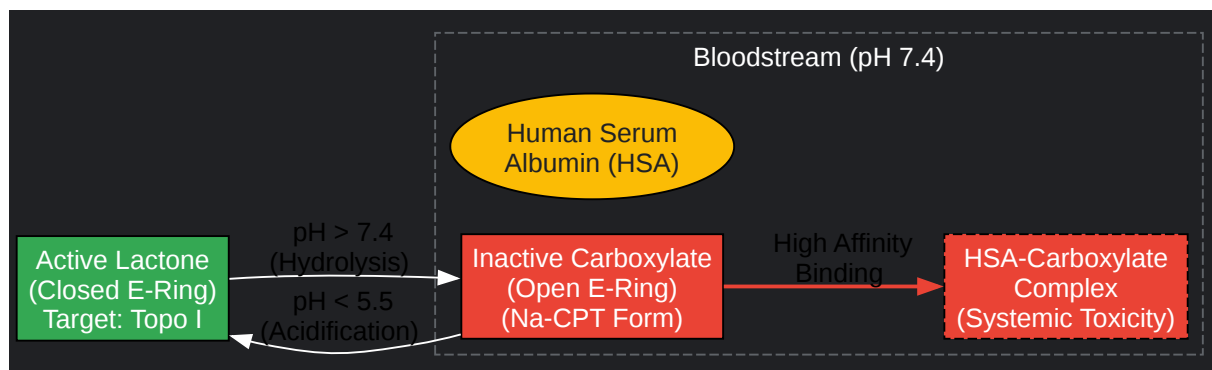 Bloodstream (pH 7.4)
Human Serum
Albumin (HSA)
Active Lactone
(Closed E-Ring)
Target: Topo I
pH > 7.4
(Hydrolysis)
pH < 5.5
(Acidification)
Inactive Carboxylate
(Open E-Ring)
(Na-CPT Form)
High Affinity
Binding
HSA-Carboxylate
Complex
(Systemic Toxicity)